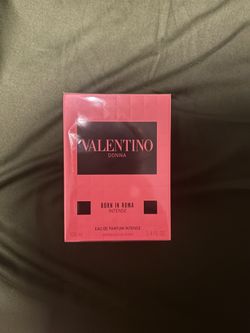 VALENTINO
DONNA
BORN IN ROMA
INTENSE
EAU DE PARFUM INTENSE